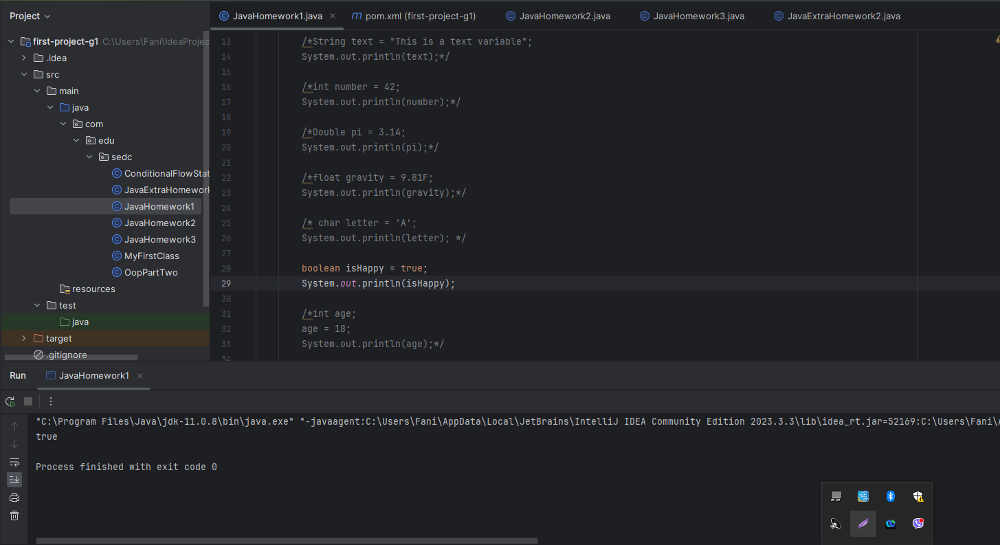 Project
JavaHomework1.java
pom.xml (first-project-g1)
JavaHomework2.java
JavaHomework3.java
JavaExtraHomework2.java
first-project-g1 C:\Users\Fani\IdeaProjec
.idea
src
main
java
com
edu
sedc
ConditionalFlowStat
JavaExtraHomework
JavaHomework1
JavaHomework2
JavaHomework3
MyFirstClass
OopPartTwo
resources
test
java
target
.gitignore
13 /*String text = "This is a text variable";
14 System.out.println(text);*/
15
16 /*int number = 42;
17 System.out.println(number);*/
18
19 /*Double pi = 3.14;
20 System.out.println(pi);*/
21
22 /*float gravity = 9.81F;
23 System.out.println(gravity);*/
24
25 /* char letter = 'A';
26 System.out.println(letter); */
27
28 boolean isHappy = true;
29 System.out.println(isHappy);
30
31 /*int age;
32 age = 18;
33 System.out.println(age);*/
34
Run JavaHomework1
"C:\Program Files\Java\jdk-11.0.8\bin\java.exe" "-javaagent:C:\Users\Fani\AppData\Local\JetBrains\IntelliJ IDEA Community Edition 2023.3.3\lib\idea_rt.jar=52169:C:\Users\Fani\A
true
Process finished with exit code 0